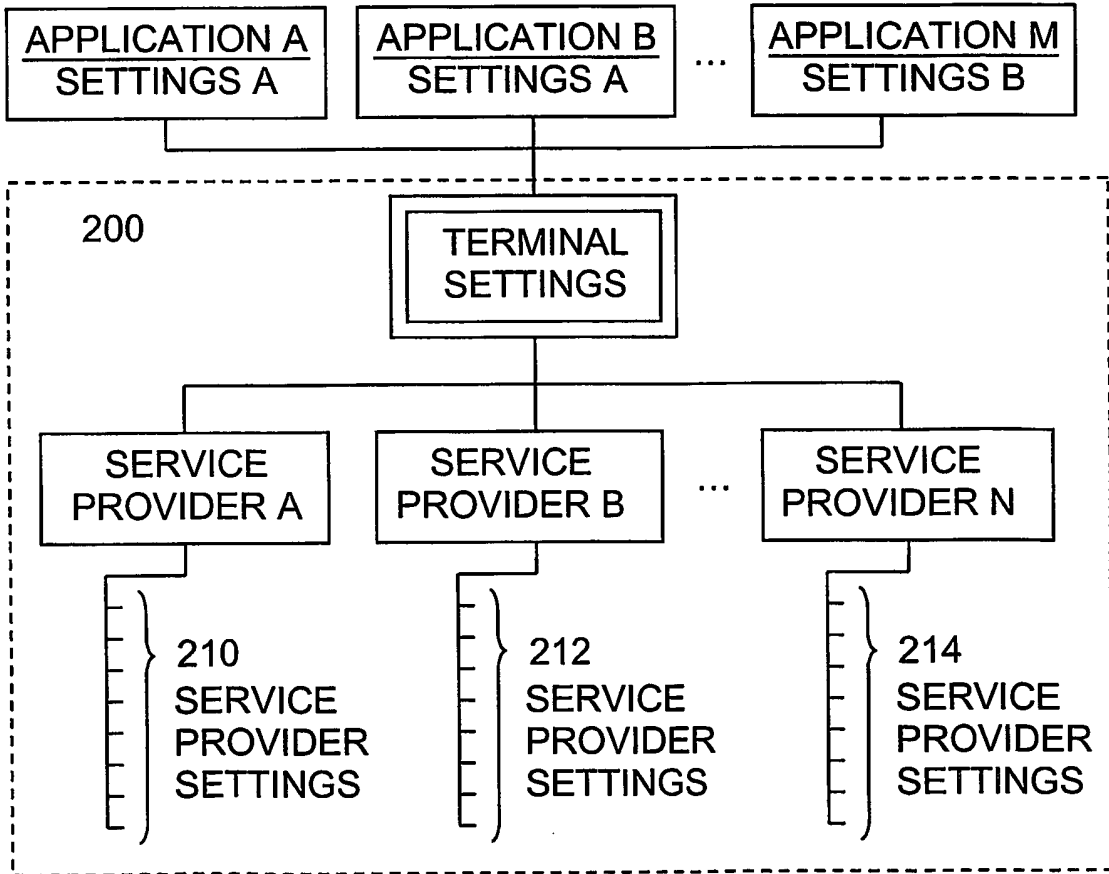 APPLICATION A
SETTINGS A
APPLICATION B
SETTINGS A
...
APPLICATION M
SETTINGS B
200
TERMINAL
SETTINGS
SERVICE
PROVIDER A
SERVICE
PROVIDER B
...
SERVICE
PROVIDER N
210
SERVICE
PROVIDER
SETTINGS
212
SERVICE
PROVIDER
SETTINGS
214
SERVICE
PROVIDER
SETTINGS